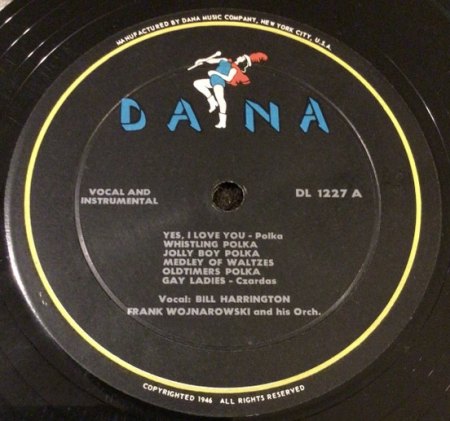 MANUFACTURED BY DANA MUSIC COMPANY, NEW YORK CITY, U.S.A.
DANA
VOCAL AND
INSTRUMENTAL
DL 1227 A
YES, I LOVE YOU - Polka
WHISTLING POLKA
JOLLY BOY POLKA
MEDLEY OF WALTZES
OLDTIMERS POLKA
GAY LADIES - Czardas
Vocal: BILL HARRINGTON
FRANK WOJNAROWSKI and his Orch.
COPYRIGHTED 1946 ALL RIGHTS RESERVED